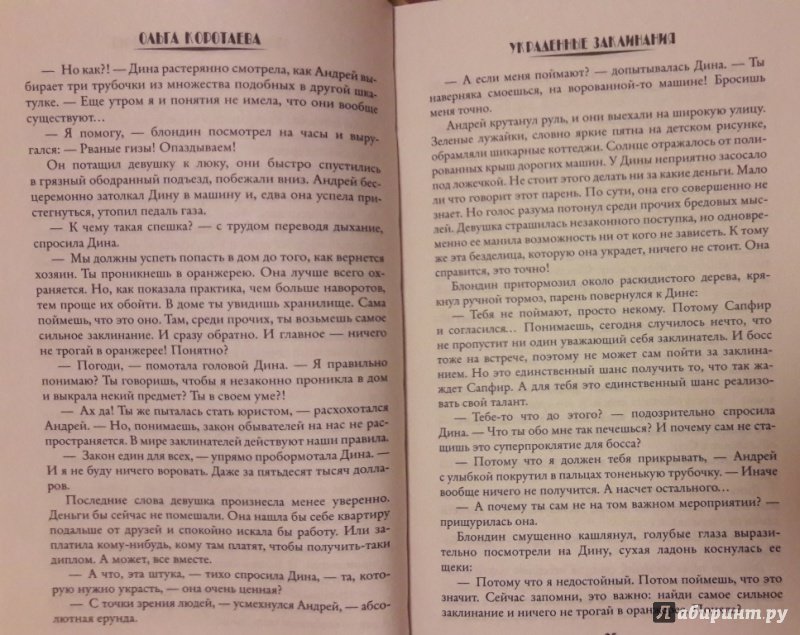 ОЛЬГА КОРОТАЕВА
— Но как?! — Дина растерянно смотрела, как Андрей вы-
бирает три трубочки из множества подобных в другой шка-
тулке. — Еще утром я и понятия не имела, что они вообще
существуют…
— Я помогу, — блондин посмотрел на часы и выру-
гался: — Рваные гизы! Опаздываем!
Он потащил девушку к люку, они быстро спустились
в грязный ободранный подъезд, побежали вниз. Андрей бес-
церемонно затолкал Дину в машину и, едва она успела при-
стегнуться, утопил педаль газа.
— К чему такая спешка? — с трудом переводя дыхание,
спросила Дина.
— Мы должны успеть попасть в дом до того, как вернется
хозяин. Ты проникнешь в оранжерею. Она лучше всего ох-
раняется. Но, как показала практика, чем больше наворотов,
тем проще их обойти. В доме ты увидишь хранилище. Сама
поймешь, что это оно. Там, среди прочих, ты возьмешь самое
сильное заклинание. И сразу обратно. И главное — ничего
не трогай в оранжерее! Понятно?
— Погоди, — помотала головой Дина. — Я правильно
понимаю? Ты говоришь, чтобы я незаконно проникла в дом
и выкрала некий предмет? Ты в своем уме?!
— Ах да! Ты же пыталась стать юристом, — расхохотался
Андрей. — Но, понимаешь, закон обывателей на нас не рас-
пространяется. В мире заклинателей действуют наши правила.
— Закон един для всех, — упрямо пробормотала Дина. —
И я не буду ничего воровать. Даже за пятьдесят тысяч долла-
ров.
Последние слова девушка произнесла менее уверенно.
Деньги бы сейчас не помешали. Она нашла бы себе квартиру
подальше от друзей и спокойно искала бы работу. Или за-
платила кому-нибудь, кому там платят, чтобы получить-таки
диплом. А может, все вместе.
— А что, эта штука, — тихо спросила Дина, — та, кото-
рую нужно украсть, — она очень ценная?
— С точки зрения людей, — усмехнулся Андрей, — абсо-
лютная ерунда.
УКРАДЕННЫЕ ЗАКЛИНАНИЯ
— А если меня поймают? — допытывалась Дина. — Ты
наверняка смоешься, на ворованной-то машине! Бросишь
меня точно.
Андрей крутанул руль, и они выехали на широкую улицу.
Зеленые лужайки, словно яркие пятна на детском рисунке,
обрамляли шикарные коттеджи. Солнце отражалось от поли-
рованных крыш дорогих машин. У Дины неприятно засосало
под ложечкой. Не стоит этого делать ни за какие деньги. Мало
ли что говорит этот парень. По сути, она его совершенно не
знает. Но голос разума потонул среди прочих бредовых мыс-
лей. Девушка страшилась незаконного поступка, но одновре-
менно ее манила возможность ни от кого не зависеть. К тому
же эта безделица, которую она украдет, ничего не стоит. Она
справится, это точно!
Блондин притормозил около раскидистого дерева, кря-
кнул ручной тормоз, парень повернулся к Дине:
— Тебя не поймают, просто некому. Потому Сапфир
и согласился… Понимаешь, сегодня случилось нечто, что
не пропустит ни один уважающий себя заклинатель. И босс
тоже на встрече, поэтому не может сам пойти за заклина-
нием. Но это единственный шанс получить то, что так жа-
ждет Сапфир. А для тебя это единственный шанс реализо-
вать свой талант.
— Тебе-то что до этого? — подозрительно спросила
Дина. — Что ты обо мне так печешься? И почему сам не ста-
щишь это суперпроклятие для босса?
— Потому что я должен тебя прикрывать, — Андрей
с улыбкой покрутил в пальцах тоненькую трубочку. — Иначе
вообще ничего не получится. А насчет остального…
— А почему ты сам не на том важном мероприятии? —
прищурилась она.
Блондин смущенно кашлянул, голубые глаза вырази-
тельно посмотрели на Дину, сухая ладонь коснулась ее
щеки:
— Потому что я недостойный. Потом поймешь, что это
значит. Сейчас запомни, это важно: найди самое сильное
заклинание и ничего не трогай в оранжерее.
Лабиринт.ру